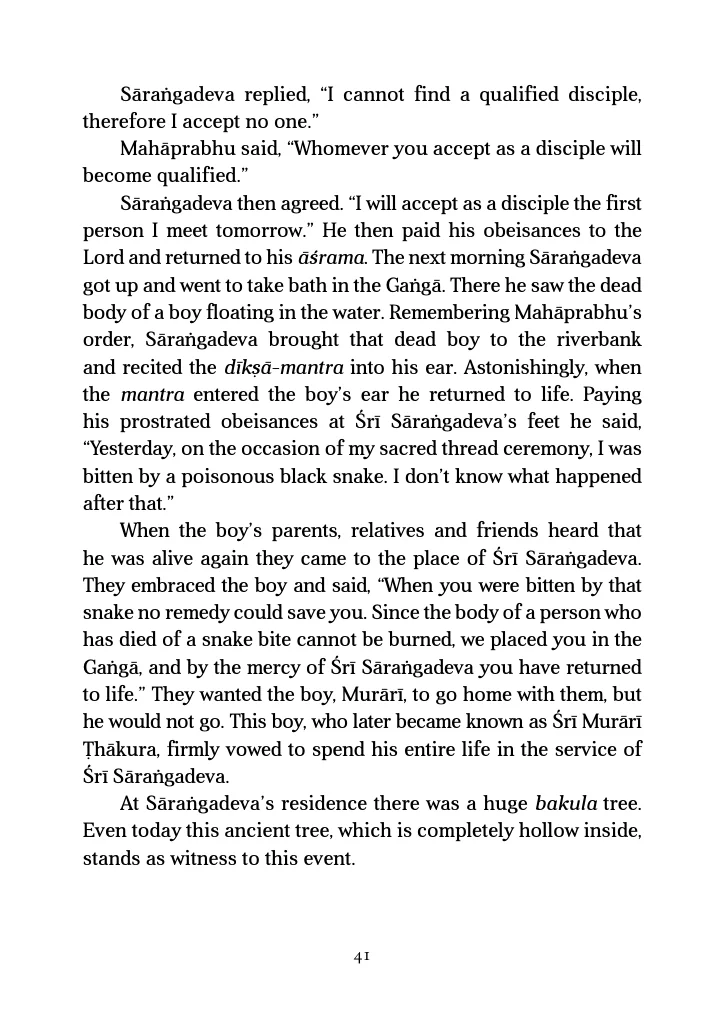 Sāraṅgadeva replied, “I cannot find a qualified disciple,
therefore I accept no one.”
Mahāprabhu said, “Whomever you accept as a disciple will
become qualified.”
Sāraṅgadeva then agreed. “I will accept as a disciple the first
person I meet tomorrow.” He then paid his obeisances to the
Lord and returned to his āśrama. The next morning Sāraṅgadeva
got up and went to take bath in the Gaṅgā. There he saw the dead
body of a boy floating in the water. Remembering Mahāprabhu’s
order, Sāraṅgadeva brought that dead boy to the riverbank
and recited the dīkṣā-mantra into his ear. Astonishingly, when
the mantra entered the boy’s ear he returned to life. Paying
his prostrated obeisances at Śrī Sāraṅgadeva’s feet he said,
“Yesterday, on the occasion of my sacred thread ceremony, I was
bitten by a poisonous black snake. I don’t know what happened
after that.”
When the boy’s parents, relatives and friends heard that
he was alive again they came to the place of Śrī Sāraṅgadeva.
They embraced the boy and said, “When you were bitten by that
snake no remedy could save you. Since the body of a person who
has died of a snake bite cannot be burned, we placed you in the
Gaṅgā, and by the mercy of Śrī Sāraṅgadeva you have returned
to life.” They wanted the boy, Murārī, to go home with them, but
he would not go. This boy, who later became known as Śrī Murārī
Ṭhākura, firmly vowed to spend his entire life in the service of
Śrī Sāraṅgadeva.
At Sāraṅgadeva’s residence there was a huge bakula tree.
Even today this ancient tree, which is completely hollow inside,
stands as witness to this event.
41